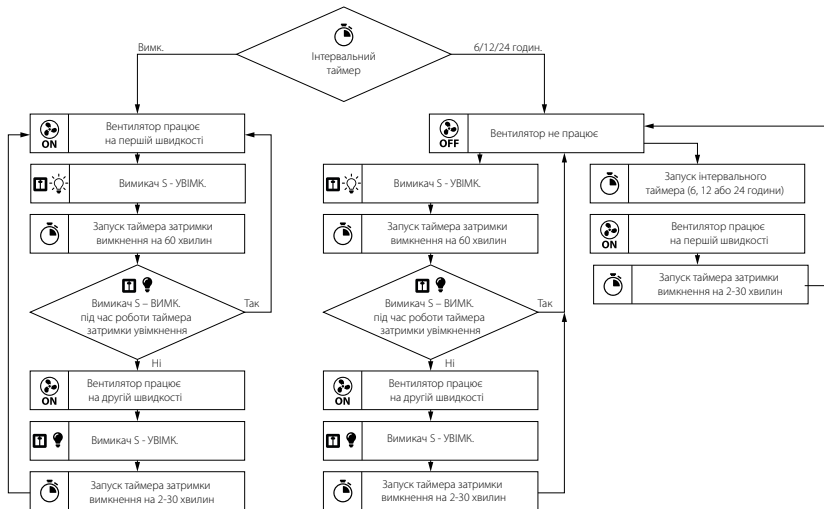 Інтервальний
таймер
Вимк.
6/12/24 годин.
ON
Вентилятор працює
на першій швидкості
Вимикач S - УВІМК.
Запуск таймера затримки
вимкнення на 60 хвилин
Вимикач S – ВИМК.
під час роботи таймера
затримки увімкнення
Так
Ні
ON
Вентилятор працює
на другій швидкості
Вимикач S - УВІМК.
Запуск таймера затримки
вимкнення на 2-30 хвилин
OFF
Вентилятор не працює
Вимикач S - УВІМК.
Запуск таймера затримки
вимкнення на 60 хвилин
Вимикач S – ВИМК.
під час роботи таймера
затримки увімкнення
Так
Ні
ON
Вентилятор працює
на другій швидкості
Вимикач S - УВІМК.
Запуск таймера затримки
вимкнення на 2-30 хвилин
Запуск інтервального
таймера (6, 12 або 24 години)
ON
Вентилятор працює
на першій швидкості
Запуск таймера затримки
вимкнення на 2-30 хвилин